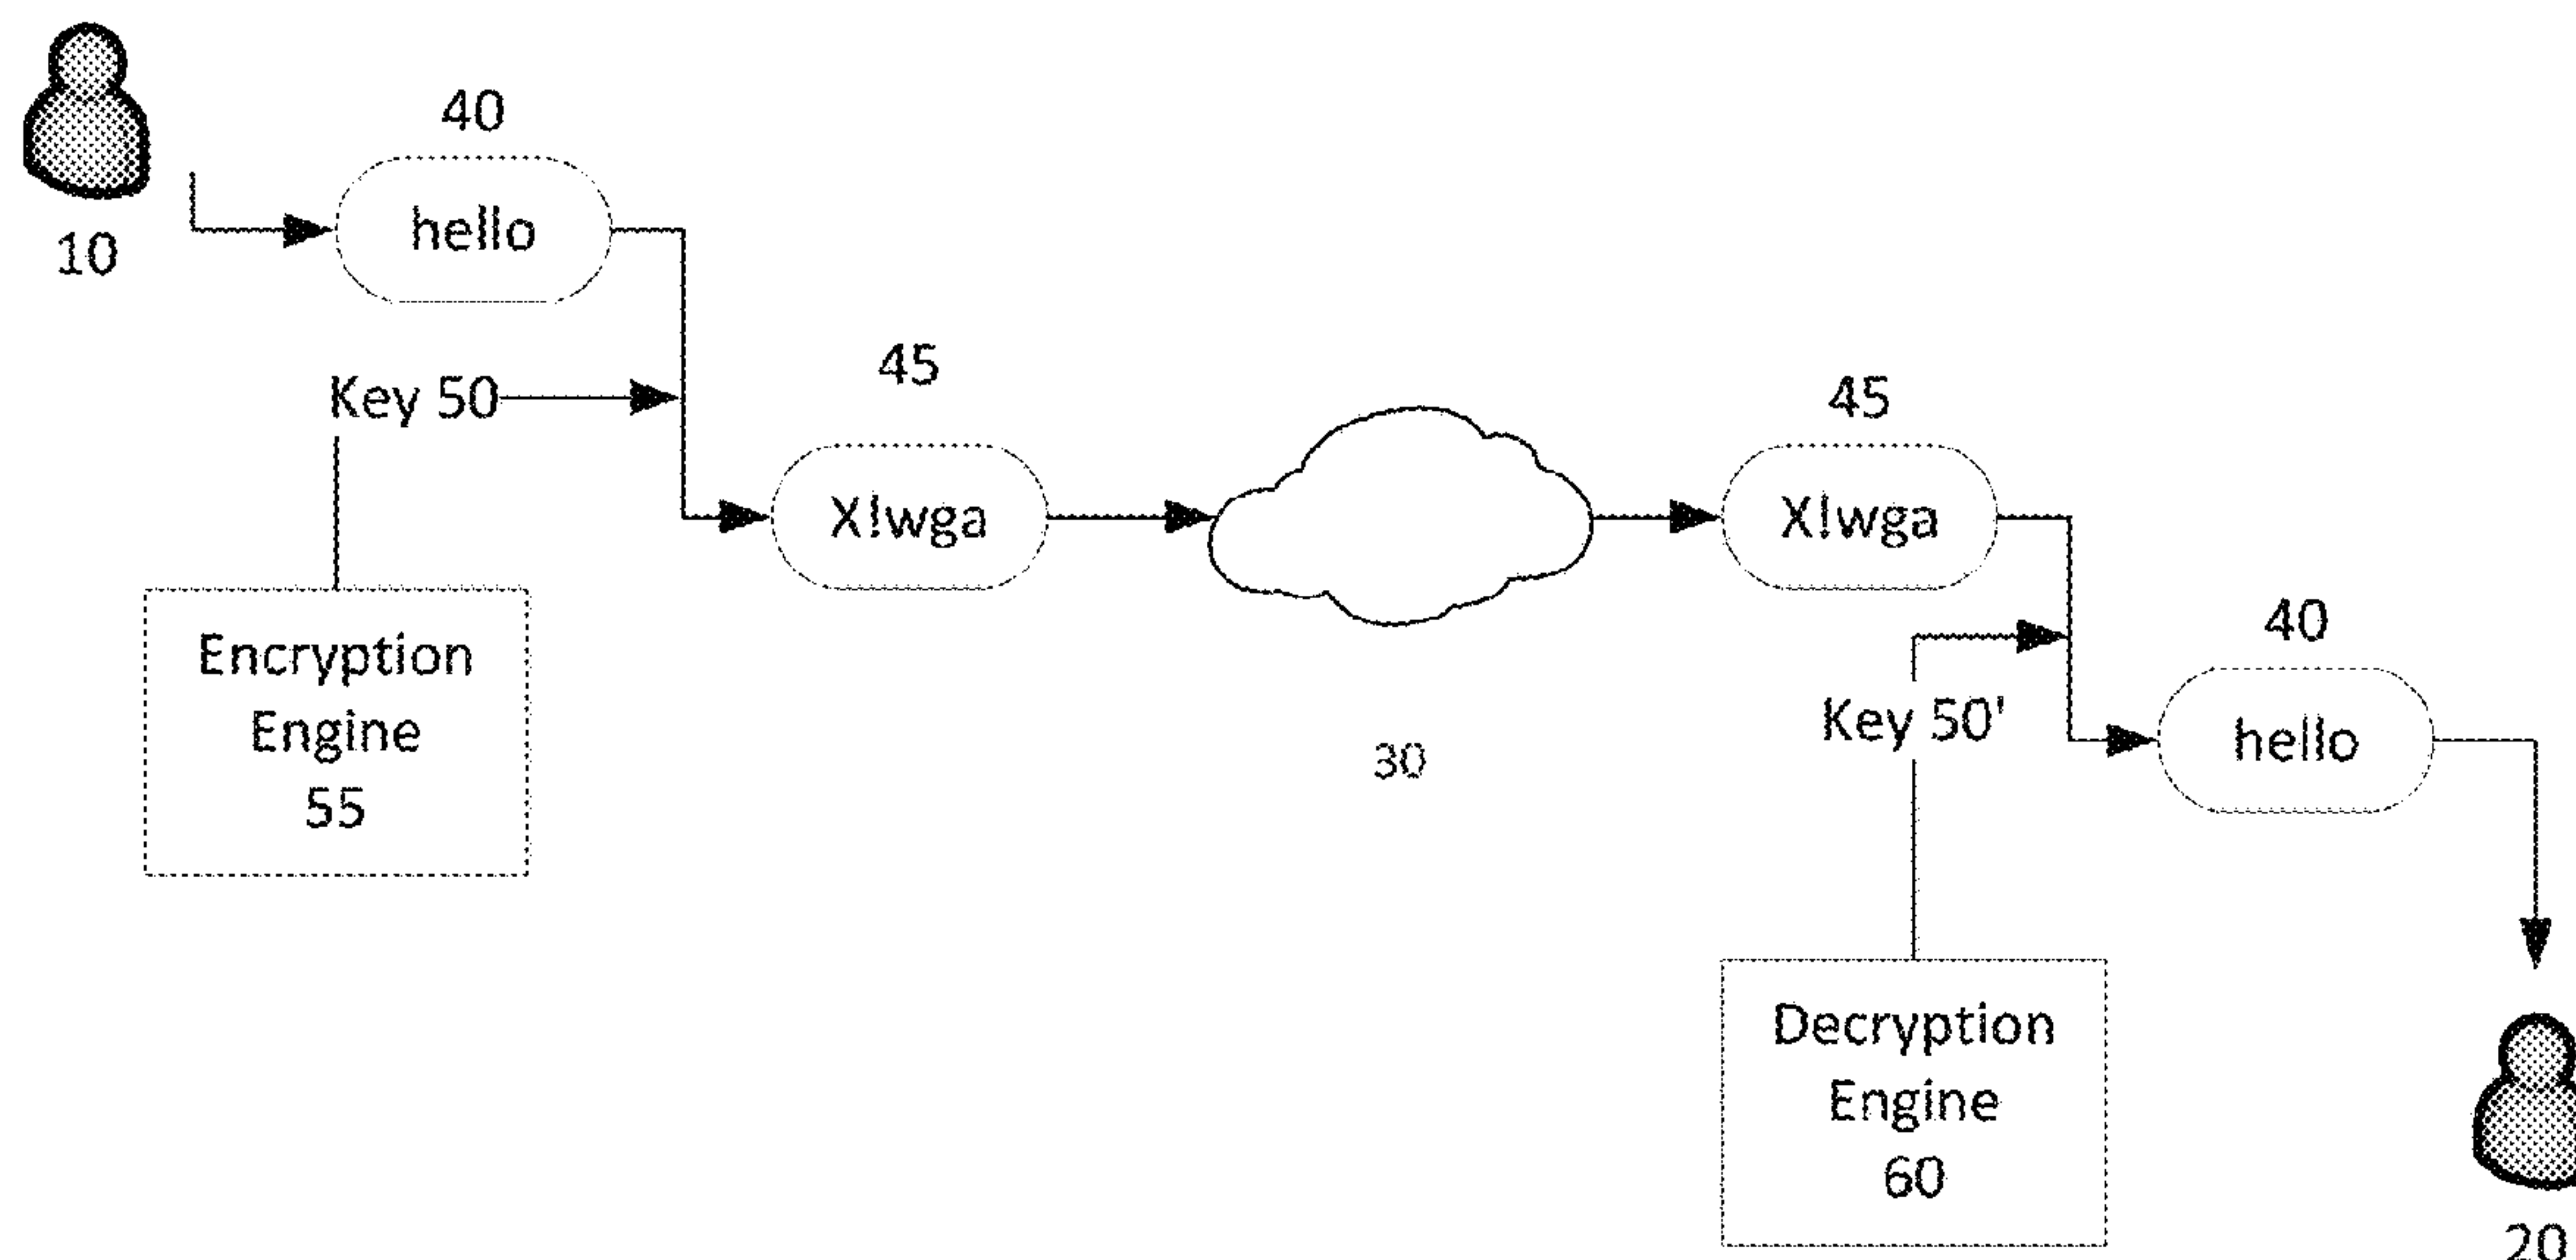 40
hello
10
45
Key 50
45
X!wga
X!wga
40
Encryption
Engine
55
30
Key 50'
hello
Decryption
Engine
60
20